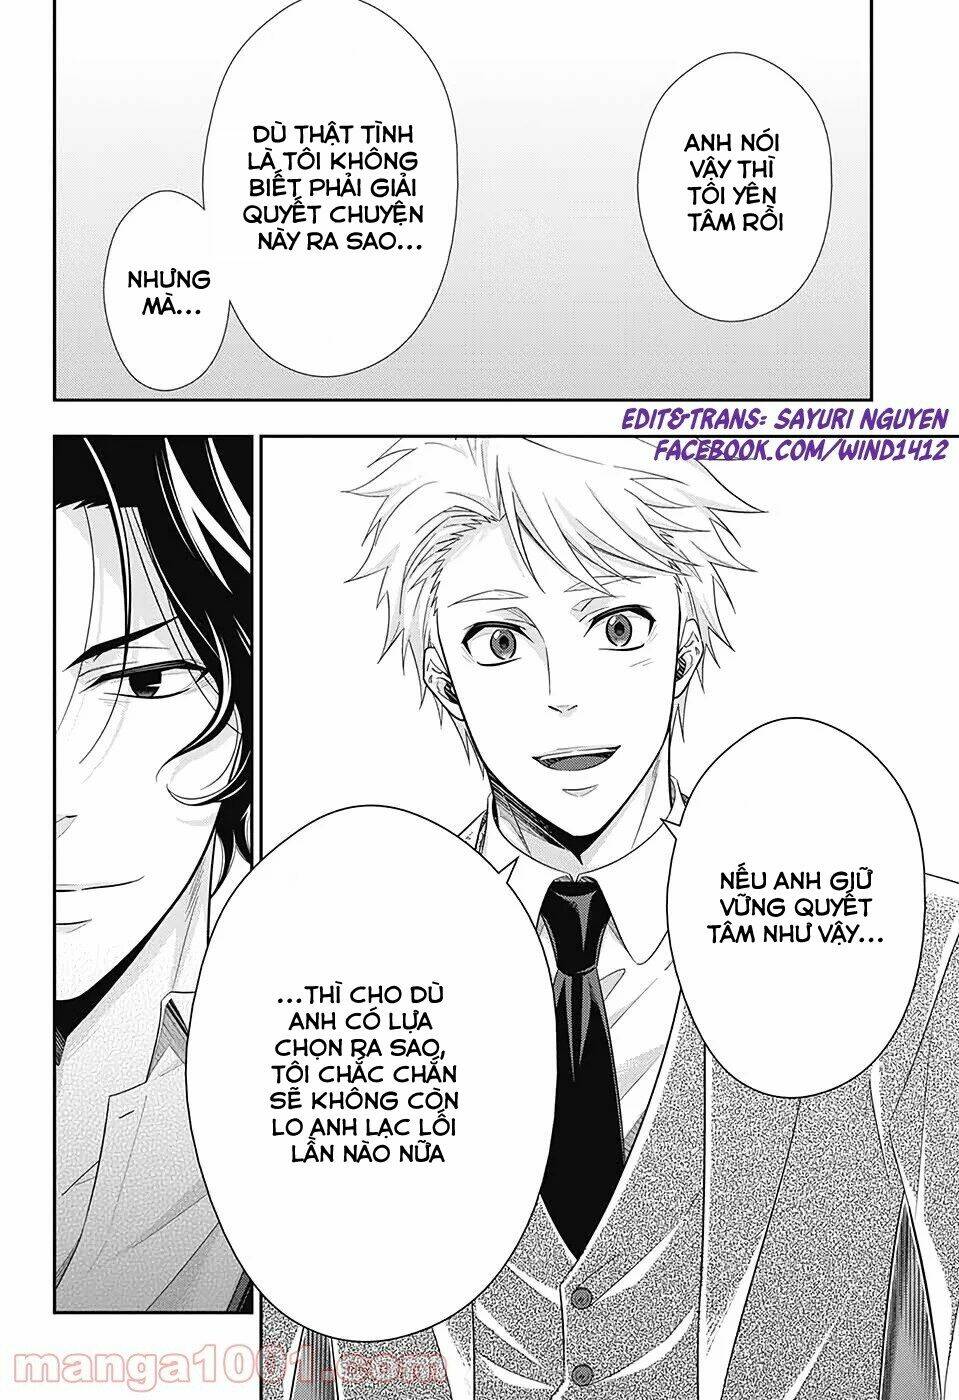 ANH NÓI
VẬY THÌ
TÔI YÊN
TÂM RỒI
DÙ THẬT TÌNH
LÀ TÔI KHÔNG
BIẾT PHẢI GIẢI
QUYẾT CHUYỆN
NÀY RA SAO...
NHƯNG
MÀ...
EDIT&TRANS: SAYURI NGUYEN
FACEBOOK.COM/WIND1412
NẾU ANH GIỮ
VỮNG QUYẾT
TÂM NHƯ VẬY...
...THÌ CHO DÙ
ANH CÓ LỰA
CHỌN RA SAO,
TÔI CHẮC CHẮN
SẼ KHÔNG CÒN
LO ANH LẠC LỐI
LẦN NÀO NỮA
manga1001.com